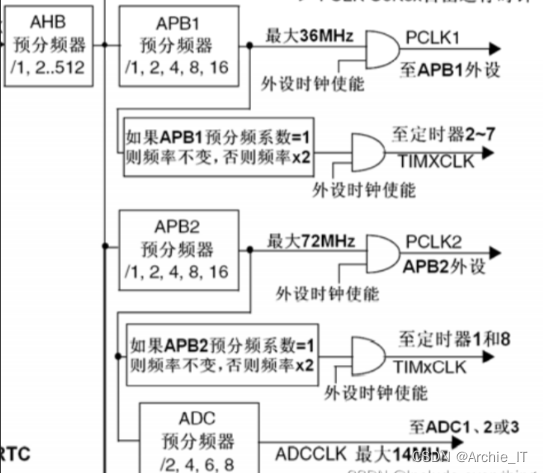 AHB
预分频器
/1, 2..512
APB1
预分频器
/1, 2, 4, 8, 16
最大36MHz
PCLK1
至APB1外设
外设时钟使能
如果APB1预分频系数=1
则频率不变，否则频率x2
至定时器2~7
TIMXCLK
外设时钟使能
APB2
预分频器
/1, 2, 4, 8, 16
最大72MHz
PCLK2
APB2外设
外设时钟使能
如果APB2预分频系数=1
则频率不变，否则频率x2
至定时器1和8
TIMxCLK
外设时钟使能
ADC
预分频器
/2, 4, 6, 8
至ADC1、2或3
ADCCLK 最大14MHz
RTC
CSDN @Archie_IT